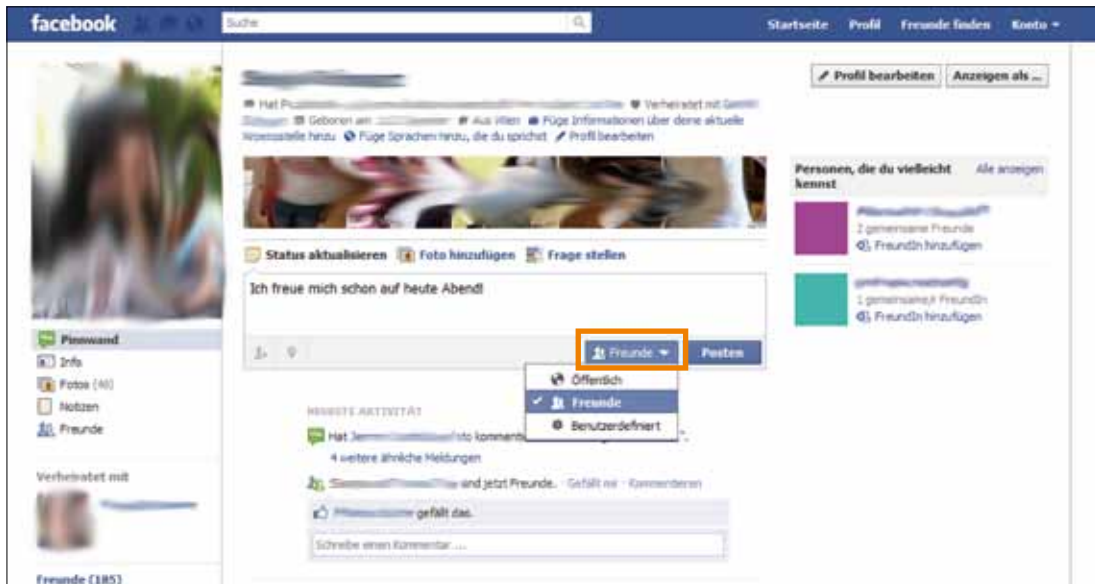 facebook
Suche
Startseite Profil Freunde finden Konto
Profil bearbeiten Anzeigen als ...
Hat
Verheiratet mit
Geboren am
Aus Wien Füge Informationen über deine aktuelle
hinzu Füge Sprachen hinzu, die du sprichst Profil bearbeiten
Status aktualisieren Foto hinzufügen Frage stellen
Ich freue mich schon auf heute Abend!
Freunde Posten
Öffentlich
Freunde
Benutzerdefiniert
Pinnwand
Info
Fotos (40)
Notizen
Freunde
Verheiratet mit
Freunde (185)
NEUESTE AKTIVITÄT
Hat
4 weitere ähnliche Meldungen
und jetzt Freunde. · Gefällt mir · Kommentieren
gefällt das.
Schreibe einen Kommentar ...
Personen, die du vielleicht kennst Alle anzeigen
2 gemeinsame Freunde
FreundIn hinzufügen
1 gemeinsame/r FreundIn
FreundIn hinzufügen